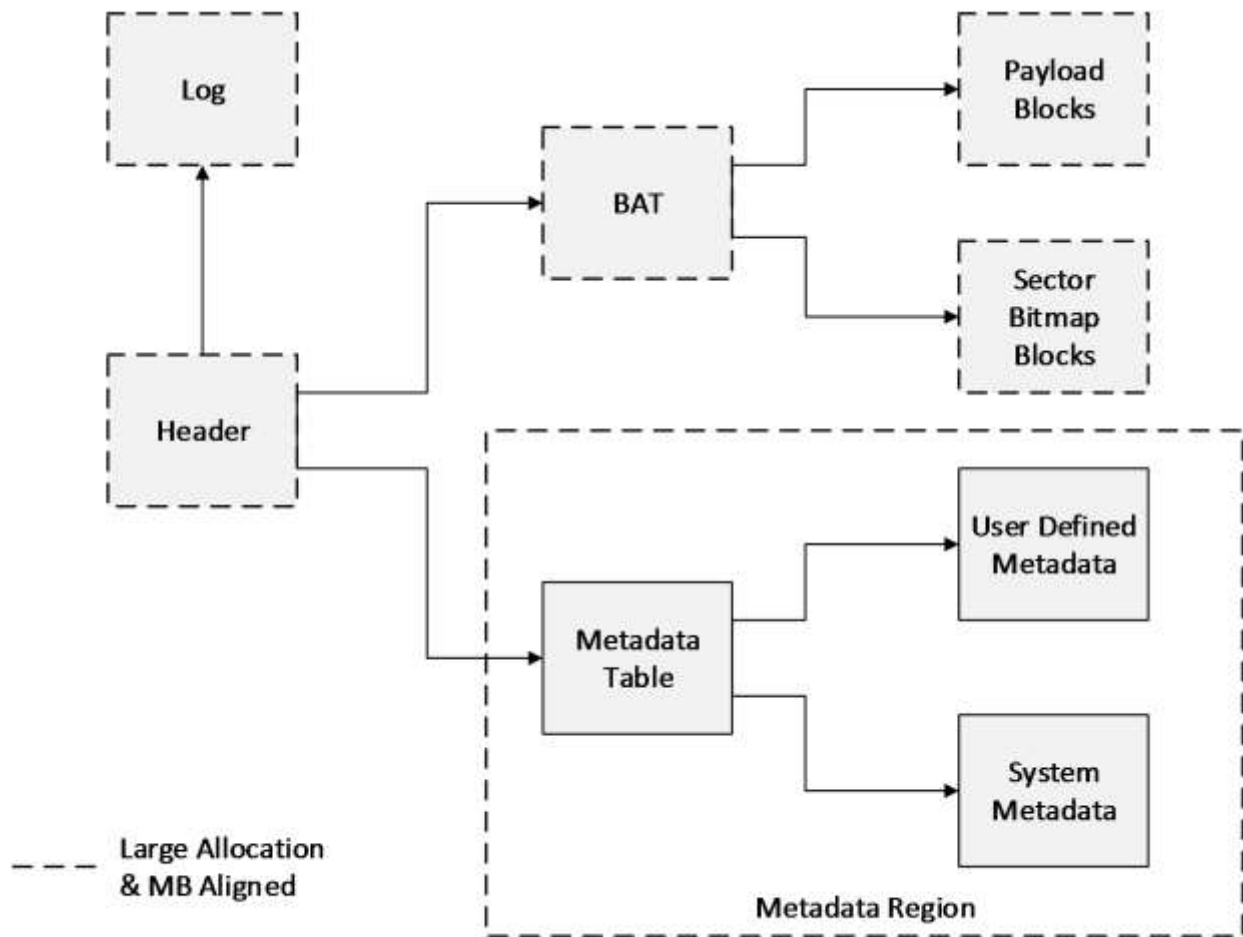 Log
Payload
Blocks
BAT
Sector
Bitmap
Blocks
Header
User Defined
Metadata
Metadata
Table
System
Metadata
Large Allocation
& MB Aligned
Metadata Region